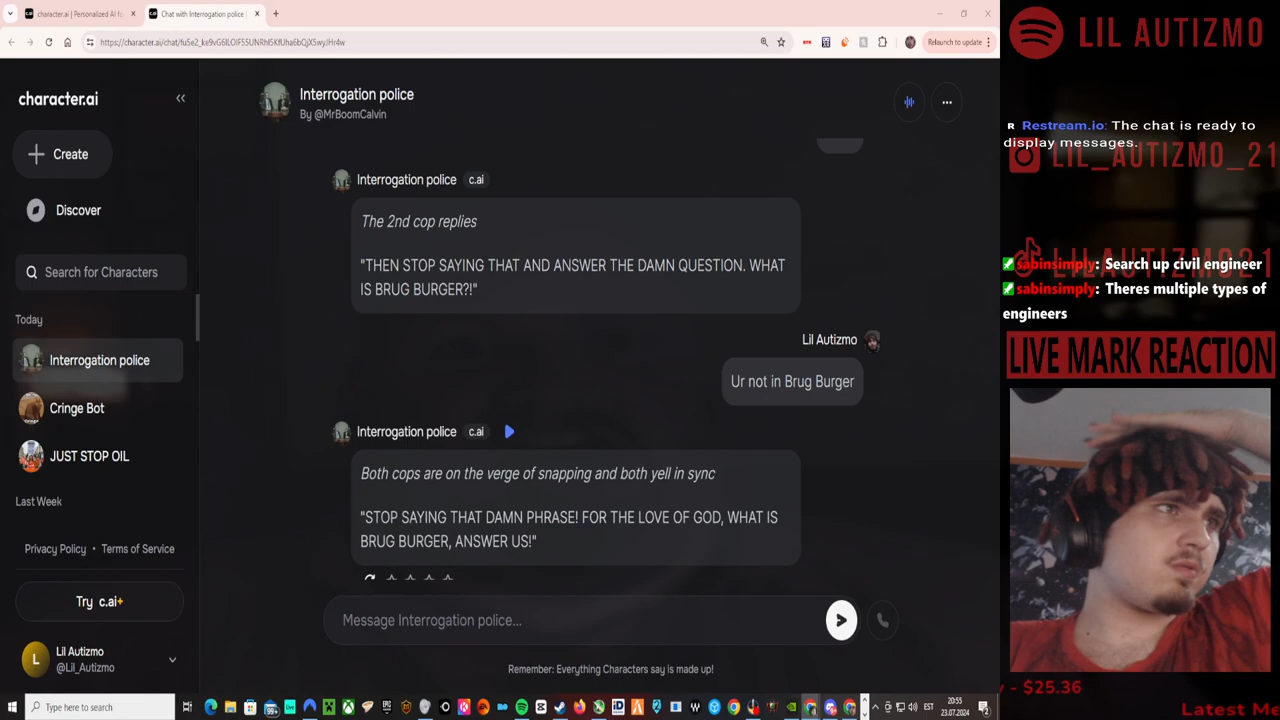 character.ai | Personalized AI fo
Chat with Interrogation police |
Relaunch to update
character.ai
Create
Discover
Search for Characters
Today
Interrogation police
Cringe Bot
JUST STOP OIL
Last Week
Privacy Policy • Terms of Service
Try c.ai+
L
Lil Autizmo
@Lil_Autizmo
Interrogation police
By @MrBoomCalvin
Interrogation police c.ai
The 2nd cop replies
"THEN STOP SAYING THAT AND ANSWER THE DAMN QUESTION. WHAT
IS BRUG BURGER?!"
Lil Autizmo
Ur not in Brug Burger
Interrogation police c.ai
Both cops are on the verge of snapping and both yell in sync
"STOP SAYING THAT DAMN PHRASE! FOR THE LOVE OF GOD, WHAT IS
BRUG BURGER, ANSWER US!"
Message Interrogation police...
Remember: Everything Characters say is made up!
LIL AUTIZMO
R Restream.io: The chat is ready to
display messages.
LIL_AUTIZMO_21
LILAUTIZMO21
sabinsimply: Search up civil engineer
sabinsimply: Theres multiple types of
engineers
LIVE MARK REACTION
y - $25.36
Latest Me
Type here to search
99+
EST
20:55
23.07.2024
2